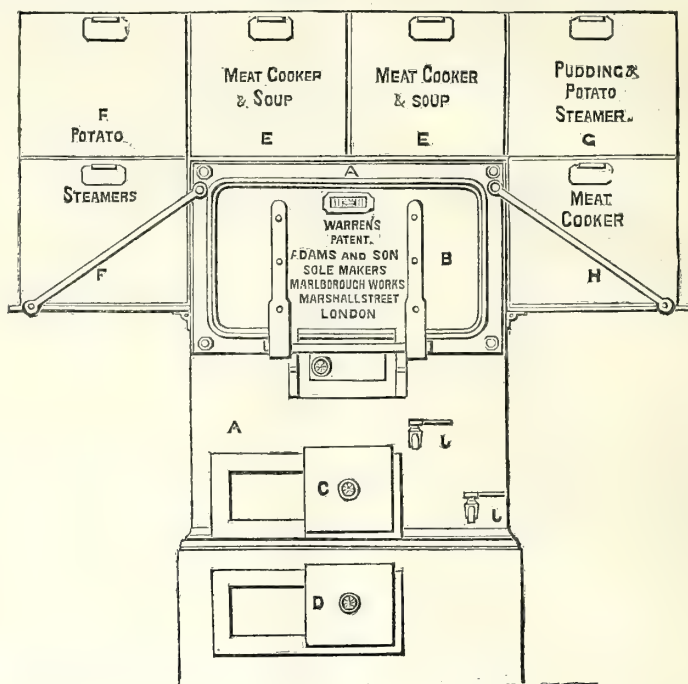 F.
POTATO
MEAT COOKER
& SOUP
E
MEAT COOKER
& SOUP
E
PUDDING &
POTATO
STEAMER.
G
STEAMERS
F
A
WARREN'S
PATENT.
ADAMS AND SON
SOLE MAKERS
MARLBOROUGH WORKS
MARSHALL STREET
LONDON
B
MEAT
COOKER
H
A
C
D